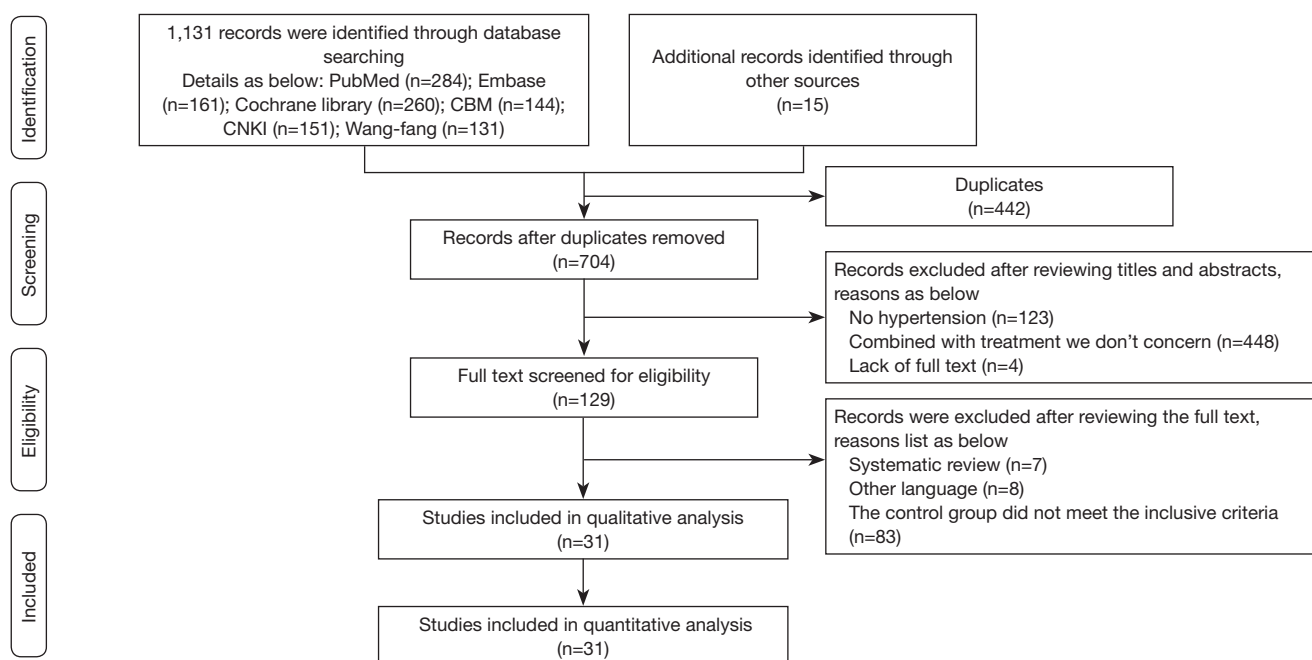 Identification
1,131 records were identified through database
searching
Details as below: PubMed (n=284); Embase
(n=161); Cochrane library (n=260); CBM (n=144);
CNKI (n=151); Wang-fang (n=131)
Additional records identified through
other sources
(n=15)
Screening
Duplicates
(n=442)
Records after duplicates removed
(n=704)
Records excluded after reviewing titles and abstracts,
reasons as below
No hypertension (n=123)
Combined with treatment we don’t concern (n=448)
Lack of full text (n=4)
Eligibility
Full text screened for eligibility
(n=129)
Records were excluded after reviewing the full text,
reasons list as below
Systematic review (n=7)
Other language (n=8)
The control group did not meet the inclusive criteria
(n=83)
Included
Studies included in qualitative analysis
(n=31)
Studies included in quantitative analysis
(n=31)